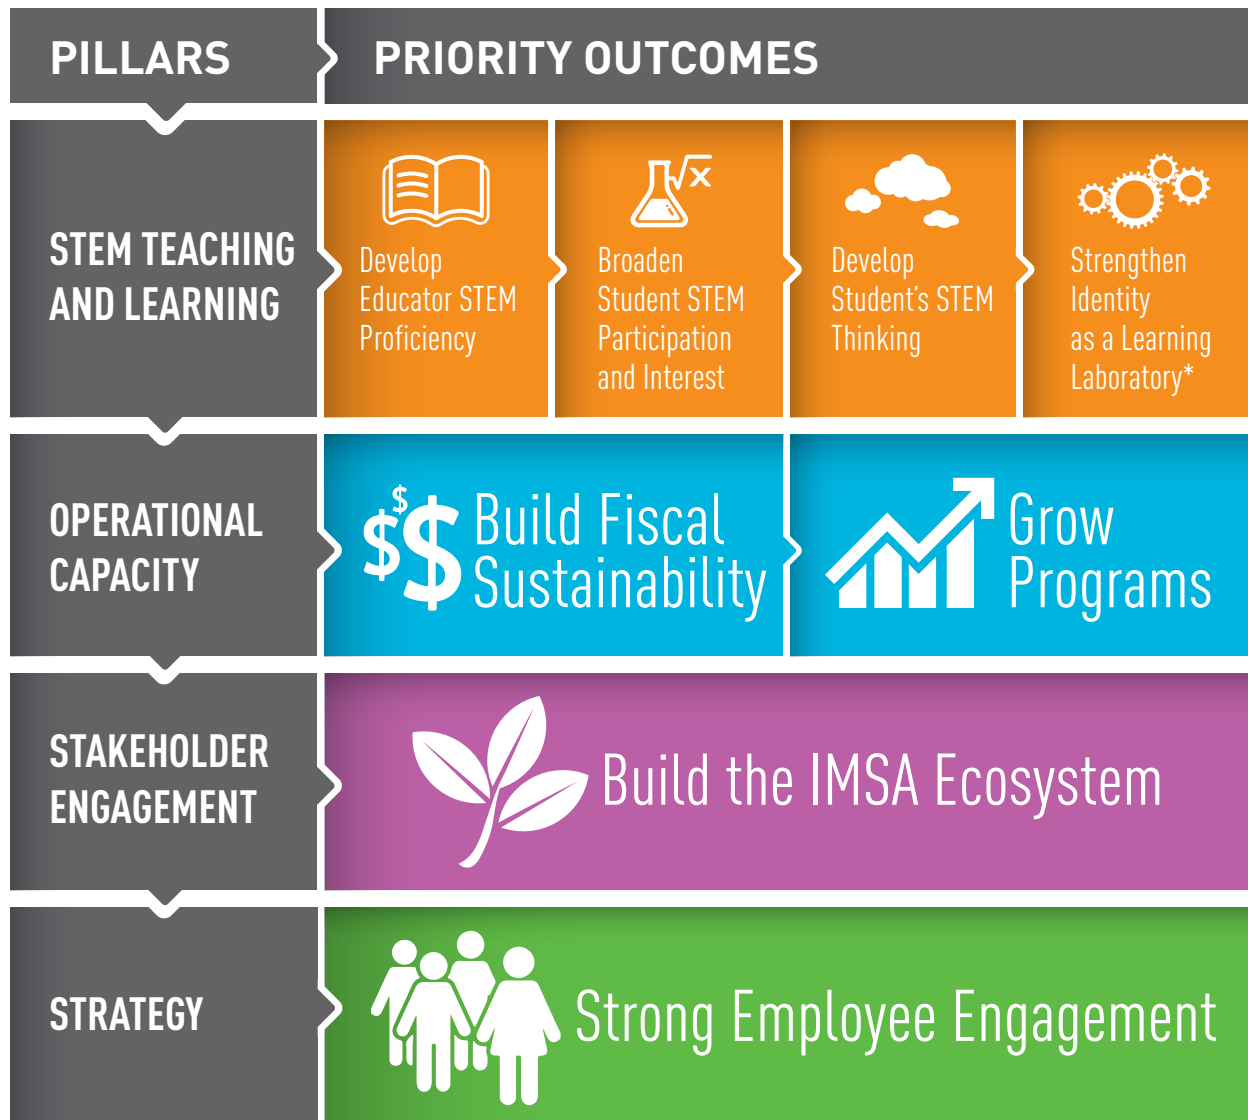 PILLARS
PRIORITY OUTCOMES
STEM TEACHING
AND LEARNING
Develop
Educator STEM
Proficiency
√x
Broaden
Student STEM
Participation
and Interest
Develop
Student's STEM
Thinking
Strengthen
Identity
as a Learning
Laboratory*
OPERATIONAL
CAPACITY
$$$
Build Fiscal
Sustainability
Grow
Programs
STAKEHOLDER
ENGAGEMENT
Build the IMSA Ecosystem
STRATEGY
Strong Employee Engagement